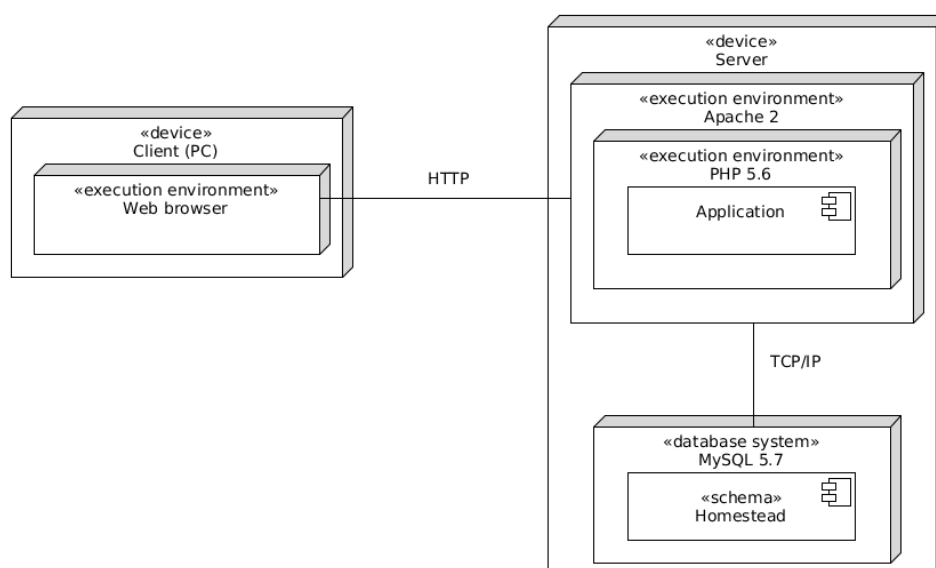 «device»
Server
«execution environment»
Apache 2
«device»
Client (PC)
«execution environment»
PHP 5.6
«execution environment»
Web browser
HTTP
Application
TCP/IP
«database system»
MySQL 5.7
«schema»
Homestead